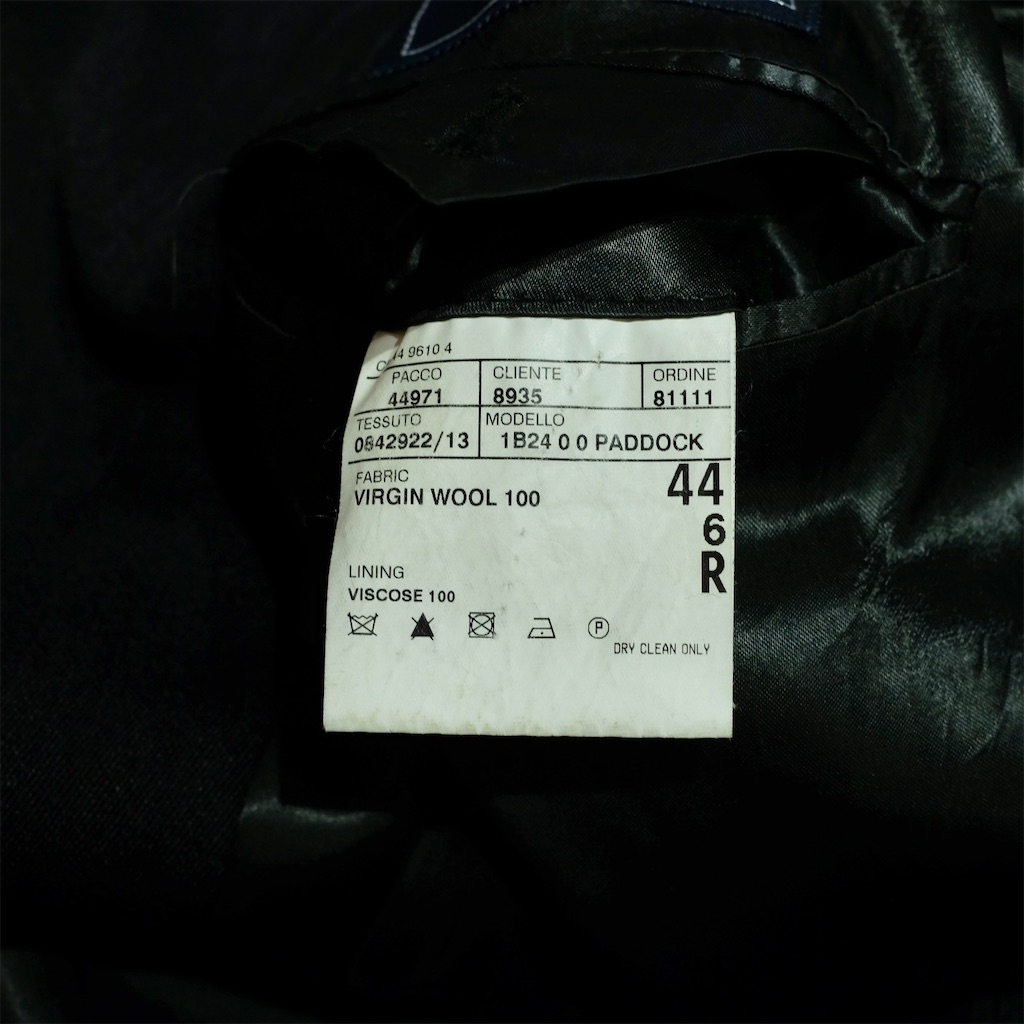 44 9610 4
PACCO CLIENTE ORDINE
44971 8935 81111
TESSUTO MODELLO
0842922/13 1B24 0 0 PADDOCK
FABRIC
VIRGIN WOOL 100
44
6
R
LINING
VISCOSE 100
P
DRY CLEAN ONLY